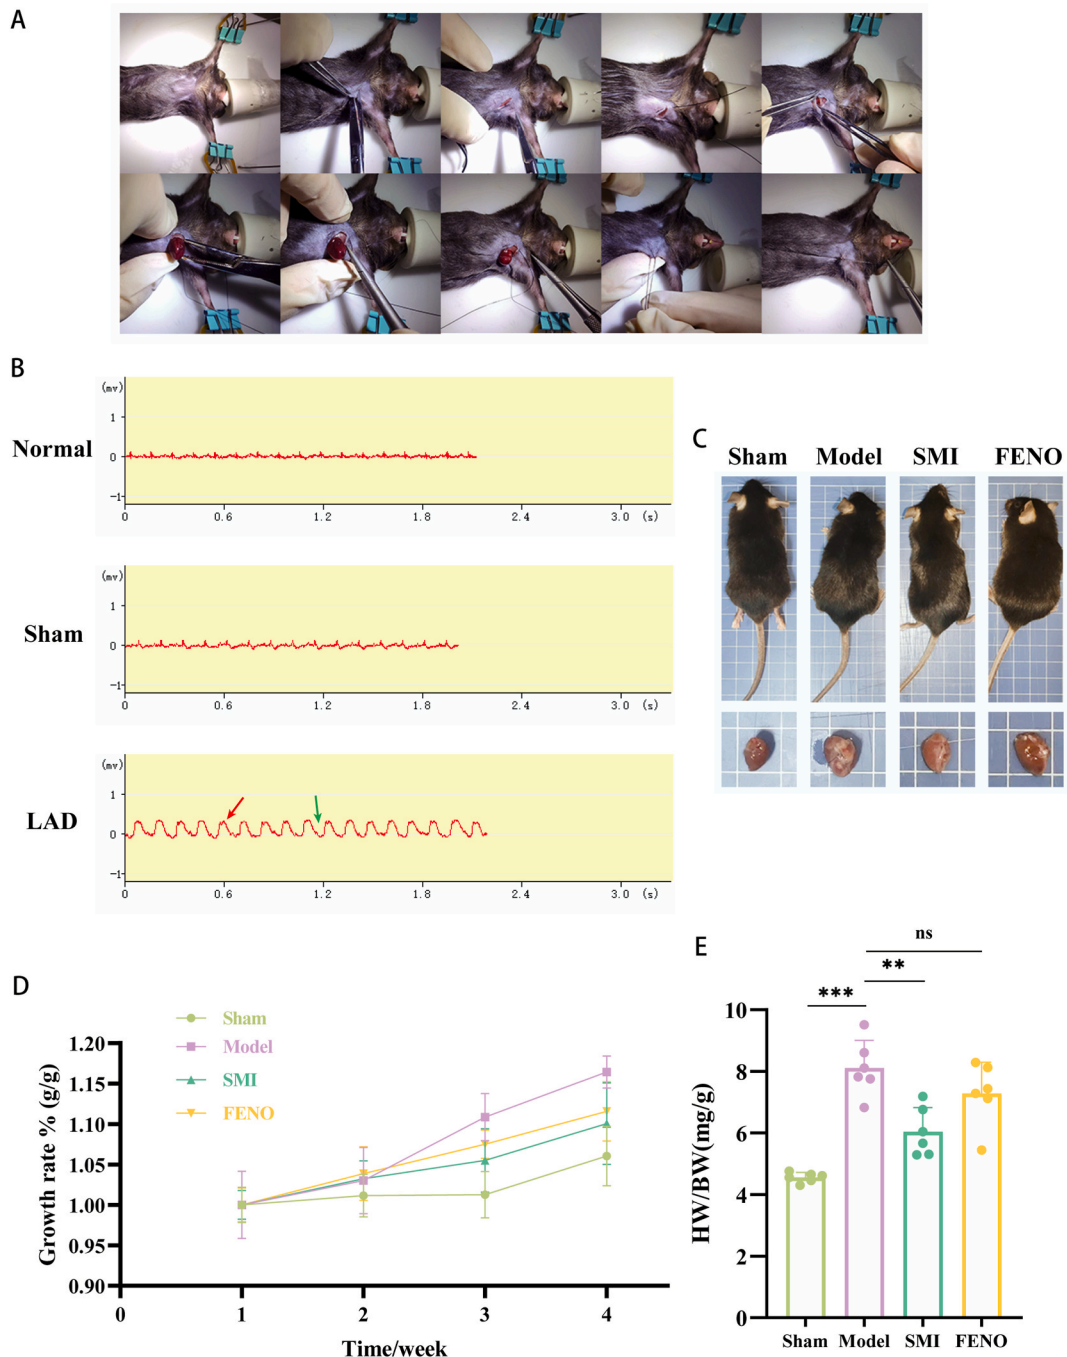 A
B
(mv)
1
Normal
0
-1
0 0.6 1.2 1.8 2.4 3.0 (s)
(mv)
1
Sham
0
-1
0 0.6 1.2 1.8 2.4 3.0 (s)
(mv)
1
LAD
0
-1
0 0.6 1.2 1.8 2.4 3.0 (s)
C
Sham Model SMI FENO
D
Sham
Model
SMI
FENO
1.20
1.15
1.10
1.05
1.00
0.95
0.90
Growth rate % (g/g)
0 1 2 3 4
Time/week
E
ns
**
***
10
8
6
4
2
0
HW/BW(mg/g)
Sham Model SMI FENO